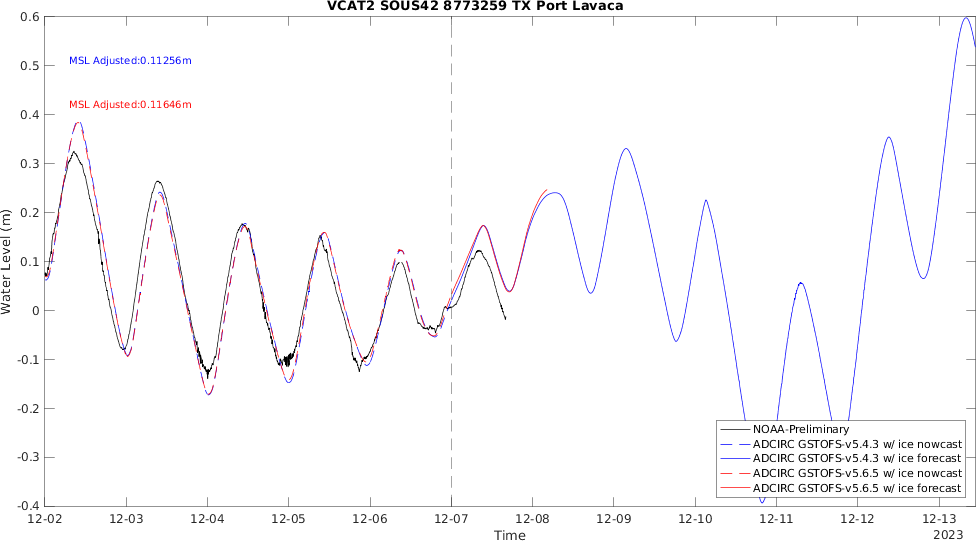 VCAT2 SOUS42 8773259 TX Port Lavaca
0.6
0.5
0.4
0.3
0.2
0.1
0
-0.1
-0.2
-0.3
-0.4
Water Level (m)
MSL Adjusted:0.11256m
MSL Adjusted:0.11646m
NOAA-Preliminary
ADCIRC GSTOFS-v5.4.3 w/ ice nowcast
ADCIRC GSTOFS-v5.4.3 w/ ice forecast
ADCIRC GSTOFS-v5.6.5 w/ ice nowcast
ADCIRC GSTOFS-v5.6.5 w/ ice forecast
12-02 12-03 12-04 12-05 12-06 12-07 12-08 12-09 12-10 12-11 12-12 12-13
Time
2023